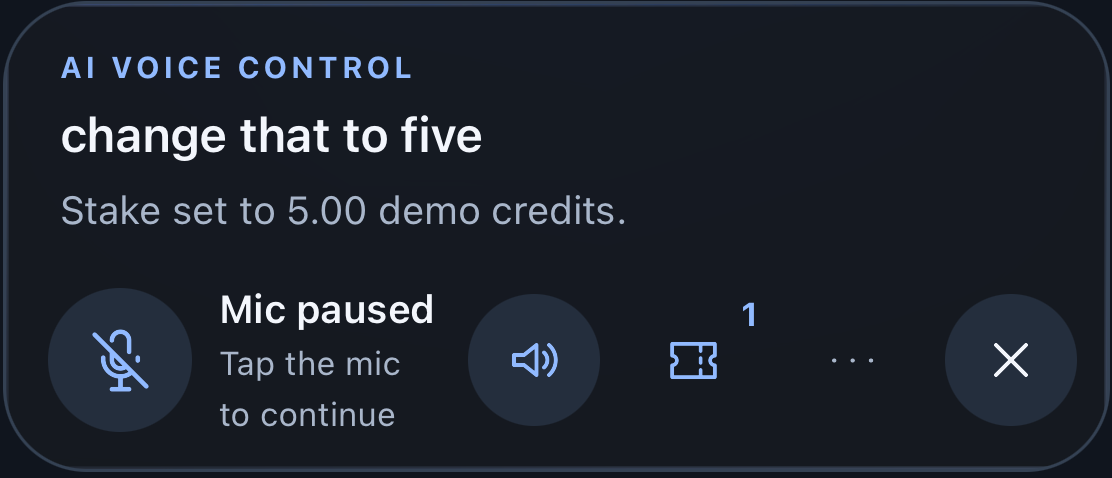 AI VOICE CONTROL
change that to five
Stake set to 5.00 demo credits.
Mic paused
Tap the mic
to continue
1